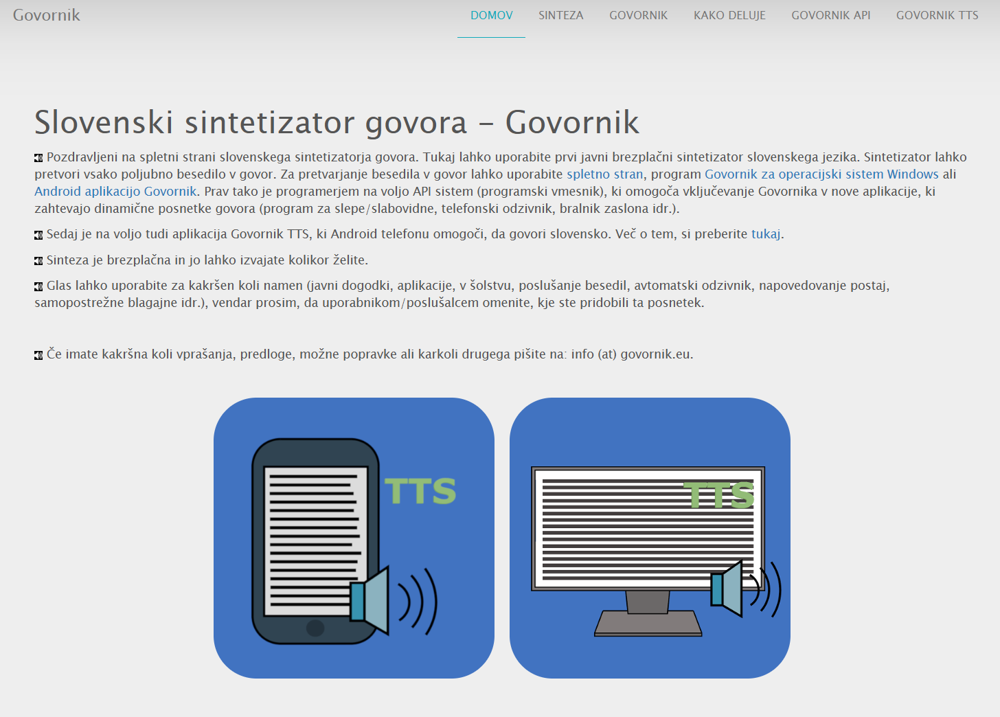 Govornik
DOMOV SINTEZA GOVORNIK KAKO DELUJE GOVORNIK API GOVORNIK TTS
Slovenski sintetizator govora – Govornik
Pozdravljeni na spletni strani slovenskega sintetizatorja govora. Tukaj lahko uporabite prvi javni brezplačni sintetizator slovenskega jezika. Sintetizator lahko
pretvori vsako poljubno besedilo v govor. Za pretvarjanje besedila v govor lahko uporabite spletno stran, program Govornik za operacijski sistem Windows ali
Android aplikacijo Govornik. Prav tako je programerjem na voljo API sistem (programski vmesnik), ki omogoča vključevanje Govornika v nove aplikacije, ki
zahtevajo dinamične posnetke govora (program za slepe/slabovidne, telefonski odzivnik, bralnik zaslona idr.).
Sedaj je na voljo tudi aplikacija Govornik TTS, ki Android telefonu omogoči, da govori slovensko. Več o tem, si preberite tukaj.
Sinteza je brezplačna in jo lahko izvajate kolikor želite.
Glas lahko uporabite za kakršen koli namen (javni dogodki, aplikacije, v šolstvu, poslušanje besedil, avtomatski odzivnik, napovedovanje postaj,
samopostrežne blagajne idr.), vendar prosim, da uporabnikom/poslušalcem omenite, kje ste pridobili ta posnetek.
Če imate kakršna koli vprašanja, predloge, možne popravke ali karkoli drugega pišite na: info (at) govornik.eu.
TTS
TTS